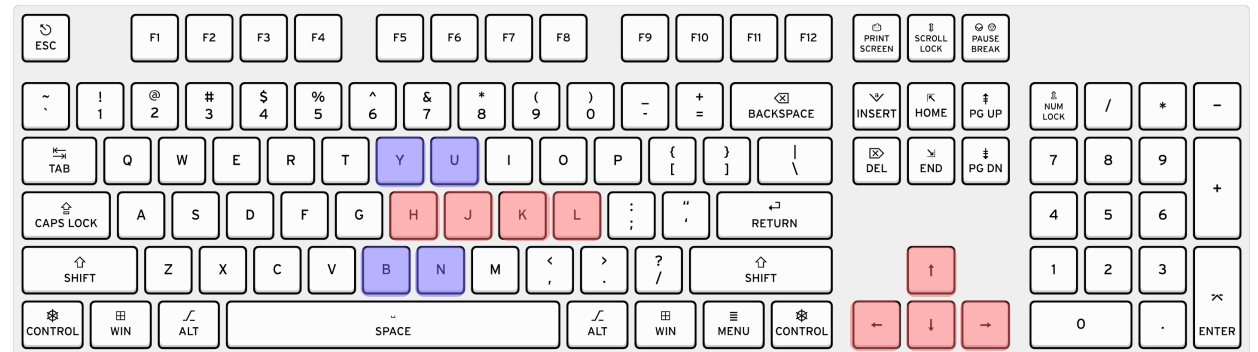 ESC F1 F2 F3 F4 F5 F6 F7 F8 F9 F10 F11 F12 PRINT SCREEN SCROLL LOCK PAUSE BREAK
~ ` ! 1 @ 2 # 3 $ 4 % 5 ^ 6 & 7 * 8 ( 9 ) 0 _ - + = BACKSPACE INSERT HOME PG UP NUM LOCK / * -
TAB Q W E R T Y U I O P { [ } ] | \ DEL END PG DN 7 8 9 +
CAPS LOCK A S D F G H J K L : ; " ' RETURN 4 5 6
SHIFT Z X C V B N M < , > . ? / SHIFT ↑ 1 2 3
CONTROL WIN ALT SPACE ALT WIN MENU CONTROL ← ↓ → 0 . ENTER